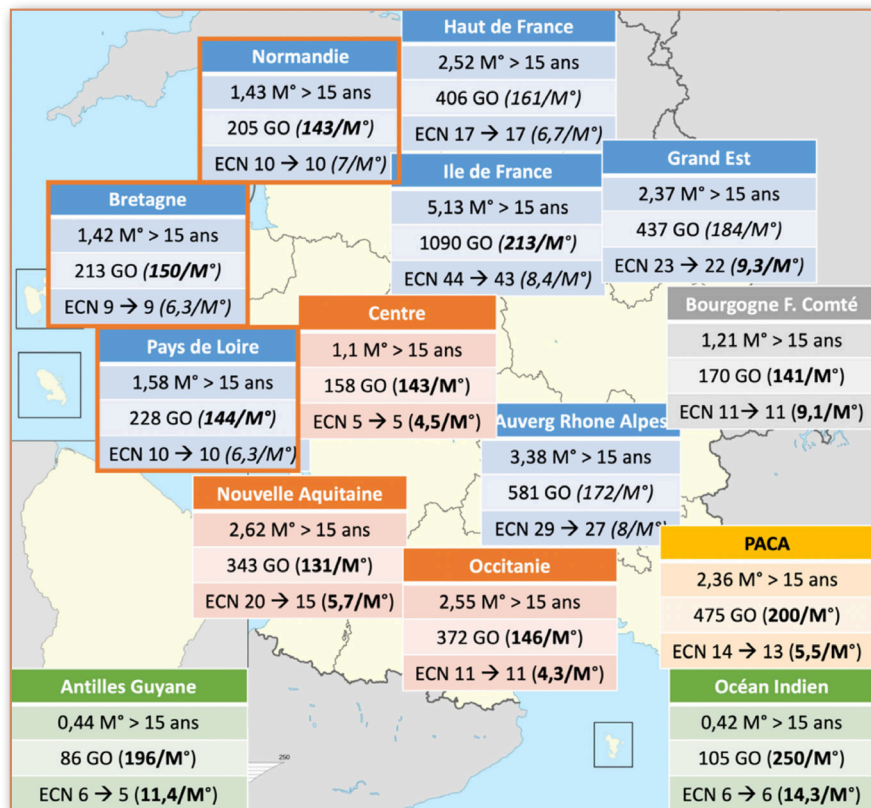 Haut de France
2,52 M° > 15 ans
406 GO (161/M°)
ECN 17 → 17 (6,7/M°)
Normandie
1,43 M° > 15 ans
205 GO (143/M°)
ECN 10 → 10 (7/M°)
Grand Est
2,37 M° > 15 ans
437 GO (184/M°)
ECN 23 → 22 (9,3/M°)
Ile de France
5,13 M° > 15 ans
1090 GO (213/M°)
ECN 44 → 43 (8,4/M°)
Bretagne
1,42 M° > 15 ans
213 GO (150/M°)
ECN 9 → 9 (6,3/M°)
Bourgogne F. Comté
1,21 M° > 15 ans
170 GO (141/M°)
ECN 11 → 11 (9,1/M°)
Centre
1,1 M° > 15 ans
158 GO (143/M°)
ECN 5 → 5 (4,5/M°)
Pays de Loire
1,58 M° > 15 ans
228 GO (144/M°)
ECN 10 → 10 (6,3/M°)
Auverg Rhone Alpes
3,38 M° > 15 ans
581 GO (172/M°)
ECN 29 → 27 (8/M°)
Nouvelle Aquitaine
2,62 M° > 15 ans
343 GO (131/M°)
ECN 20 → 15 (5,7/M°)
PACA
2,36 M° > 15 ans
475 GO (200/M°)
ECN 14 → 13 (5,5/M°)
Occitanie
2,55 M° > 15 ans
372 GO (146/M°)
ECN 11 → 11 (4,3/M°)
Antilles Guyane
0,44 M° > 15 ans
86 GO (196/M°)
ECN 6 → 5 (11,4/M°)
250
Océan Indien
0,42 M° > 15 ans
105 GO (250/M°)
ECN 6 → 6 (14,3/M°)